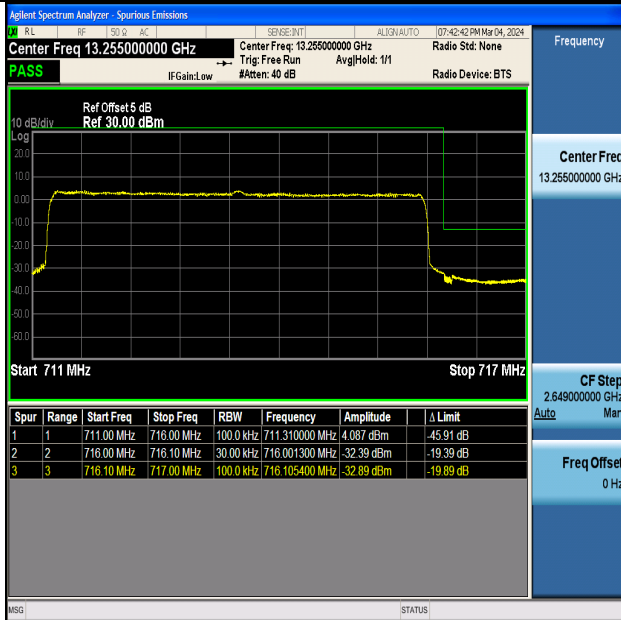 Agilent Spectrum Analyzer - Spurious Emissions
RL RF 50 Ω AC SENSE:INT ALIGN AUTO 07:42:42 PM Mar 04, 2024
Center Freq 13.255000000 GHz
Center Freq: 13.255000000 GHz
Radio Std: None
Trig: Free Run Avg|Hold: 1/1
PASS
IFGain:Low
#Atten: 40 dB
Radio Device: BTS
Frequency
Ref Offset 5 dB
10 dB/div Ref 30.00 dBm
Log
20.0
10.0
0.00
-10.0
-20.0
-30.0
-40.0
-50.0
-60.0
Start 711 MHz Stop 717 MHz
Center Freq
13.255000000 GHz
CF Step
2.649000000 GHz
Auto Man
Freq Offset
0 Hz
Spur Range Start Freq Stop Freq RBW Frequency Amplitude Δ Limit
1 1 711.00 MHz 716.00 MHz 100.0 kHz 711.310000 MHz 4.087 dBm -45.91 dB
2 2 716.00 MHz 716.10 MHz 30.00 kHz 716.001300 MHz -32.39 dBm -19.39 dB
3 3 716.10 MHz 717.00 MHz 100.0 kHz 716.105400 MHz -32.89 dBm -19.89 dB
MSG STATUS